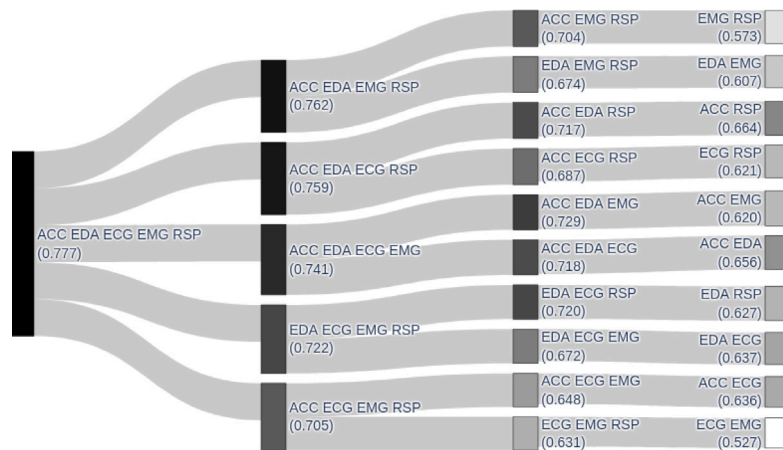 ACC EDA ECG EMG RSP
(0.777)
ACC EDA EMG RSP
(0.762)
ACC EDA ECG RSP
(0.759)
ACC EDA ECG EMG
(0.741)
EDA ECG EMG RSP
(0.722)
ACC ECG EMG RSP
(0.705)
ACC EMG RSP
(0.704)
EDA EMG RSP
(0.674)
ACC EDA RSP
(0.717)
ACC ECG RSP
(0.687)
ACC EDA EMG
(0.729)
ACC EDA ECG
(0.718)
EDA ECG RSP
(0.720)
EDA ECG EMG
(0.672)
ACC ECG EMG
(0.648)
ECG EMG RSP
(0.631)
EMG RSP
(0.573)
EDA EMG
(0.607)
ACC RSP
(0.664)
ECG RSP
(0.621)
ACC EMG
(0.620)
ACC EDA
(0.656)
EDA RSP
(0.627)
EDA ECG
(0.637)
ACC ECG
(0.636)
ECG EMG
(0.527)